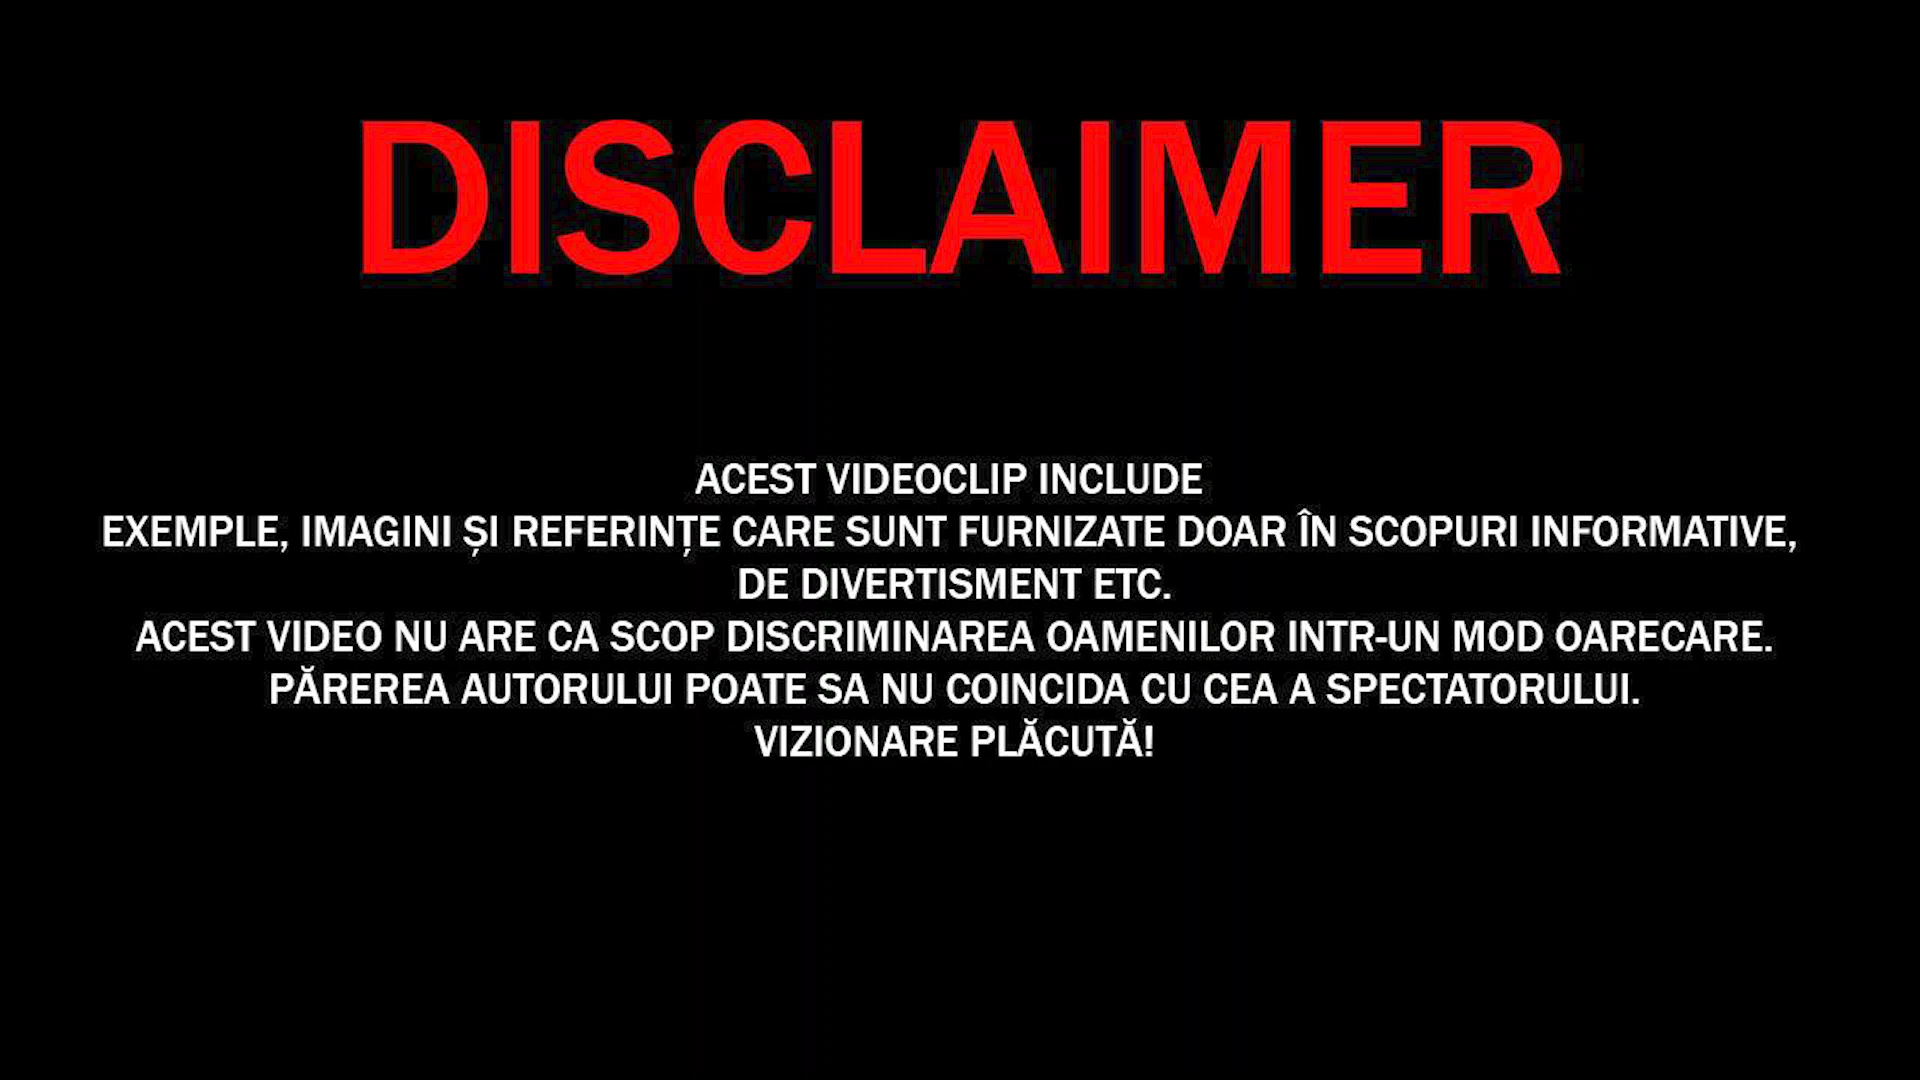 DISCLAIMER
ACEST VIDEOCLIP INCLUDE
EXEMPLE, IMAGINI ȘI REFERINȚE CARE SUNT FURNIZATE DOAR ÎN SCOPURI INFORMATIVE,
DE DIVERTISMENT ETC.
ACEST VIDEO NU ARE CA SCOP DISCRIMINAREA OAMENILOR INTR-UN MOD OARECARE.
PĂREREA AUTORULUI POATE SA NU COINCIDA CU CEA A SPECTATORULUI.
VIZIONARE PLĂCUTĂ!